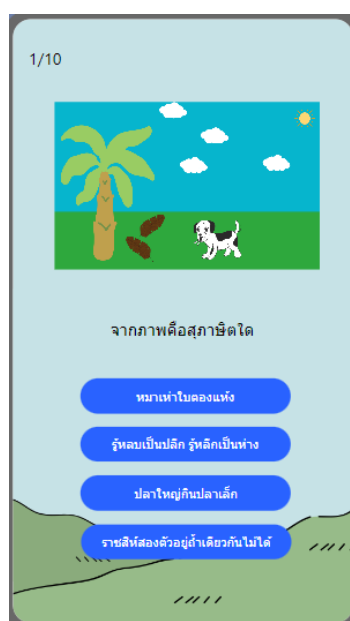 1/10
จากภาพคือสุภาษิตใด
หมาเห่าใบตองแห้ง
รู้หลบเป็นปลีก รู้หลีกเป็นห่าง
ปลาใหญ่กินปลาเล็ก
ราชสีห์สองตัวอยู่ถ้ำเดียวกันไม่ได้